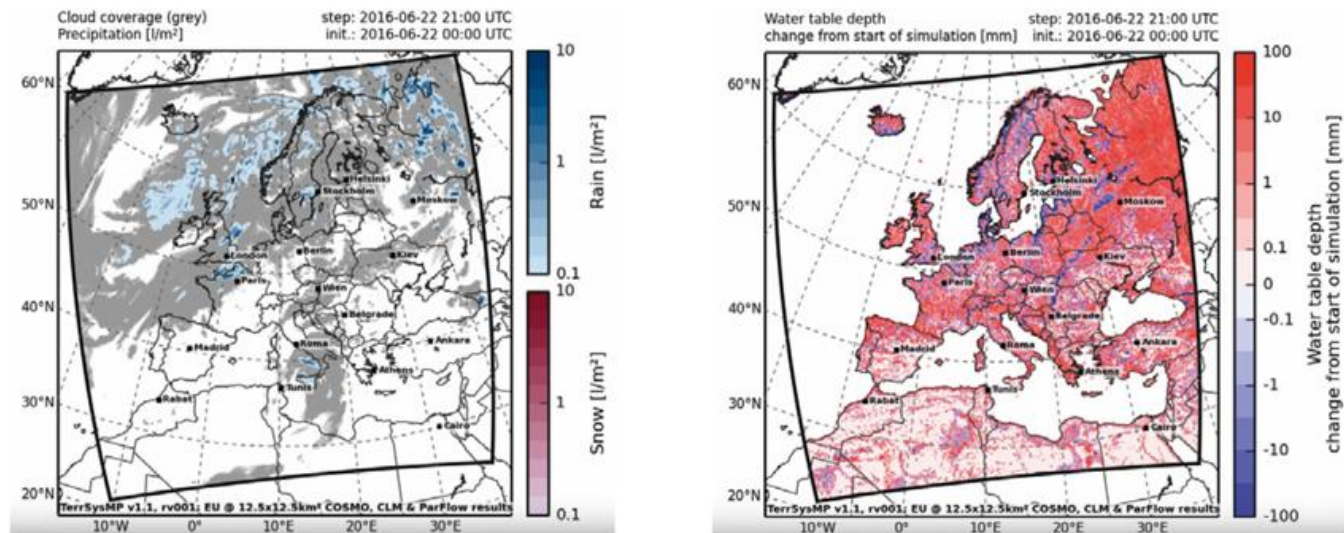 Cloud coverage (grey)
Precipitation [l/m²]
step: 2016-06-22 21:00 UTC
init.: 2016-06-22 00:00 UTC
60°N
50°N
40°N
30°N
20°N
10°W
0°
10°E
20°E
30°E
Helsinki
Stockholm
Moskow
London
Berlin
Kiev
Paris
Wien
Belgrade
Madrid
Roma
Ankara
Athens
Tunis
Rabat
Cairo
TerrSysMP v1.1, rv001; EU @ 12.5x12.5km² COSMO, CLM & ParFlow results
10
1
0.1
Rain [l/m²]
10
1
0.1
Snow [l/m²]
Water table depth
change from start of simulation [mm]
step: 2016-06-22 21:00 UTC
init.: 2016-06-22 00:00 UTC
60°N
50°N
40°N
30°N
20°N
10°W
0°
10°E
20°E
30°E
Helsinki
Stockholm
Moskow
London
Berlin
Kiev
Paris
Wien
Belgrade
Madrid
Roma
Ankara
Athens
Tunis
Rabat
Cairo
TerrSysMP v1.1, rv001; EU @ 12.5x12.5km² COSMO, CLM & ParFlow results
100
10
1
0.1
0
-0.1
-1
-10
-100
Water table depth
change from start of simulation [mm]